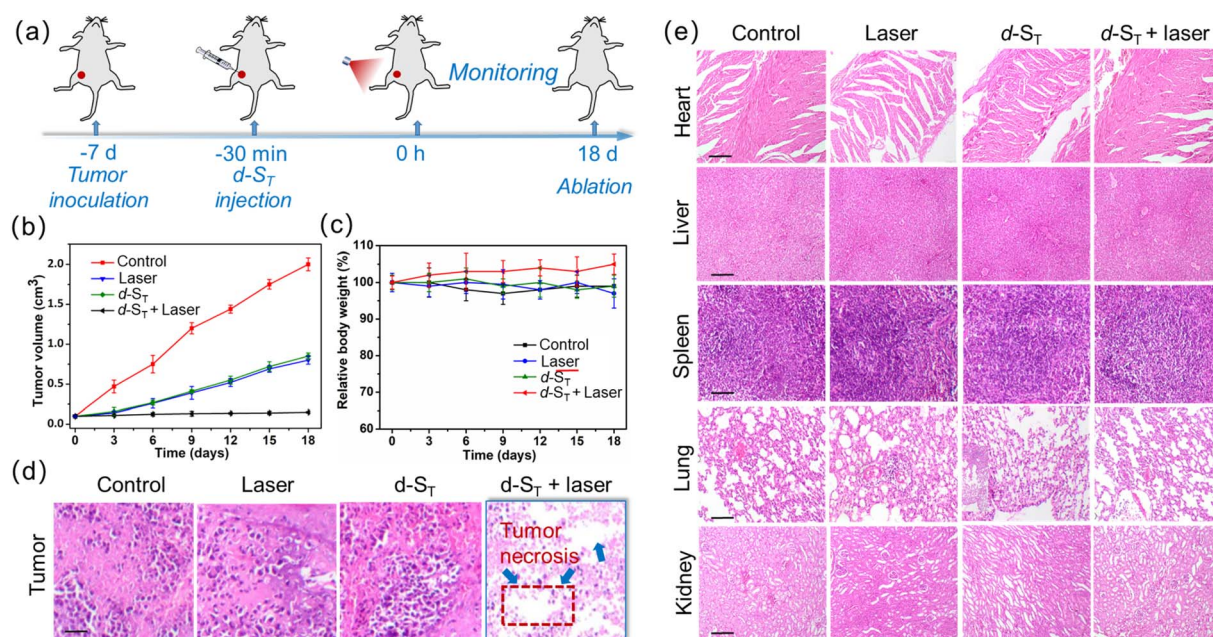 (a)
Monitoring
-7 d
-30 min
0 h
18 d
Tumor
inoculation
d-ST
injection
Ablation
(b)
Control
Laser
d-ST
d-ST + Laser
Tumor volume (cm3)
2.0
1.5
1.0
0.5
0.0
0 3 6 9 12 15 18
Time (days)
(c)
Relative body weight (%)
110
100
90
80
70
60
Control
Laser
d-ST
d-ST + Laser
0 3 6 9 12 15 18
Time (days)
(d)
Control Laser d-ST d-ST + laser
Tumor
Tumor
necrosis
(e)
Control Laser d-ST d-ST + laser
Heart
Liver
Spleen
Lung
Kidney